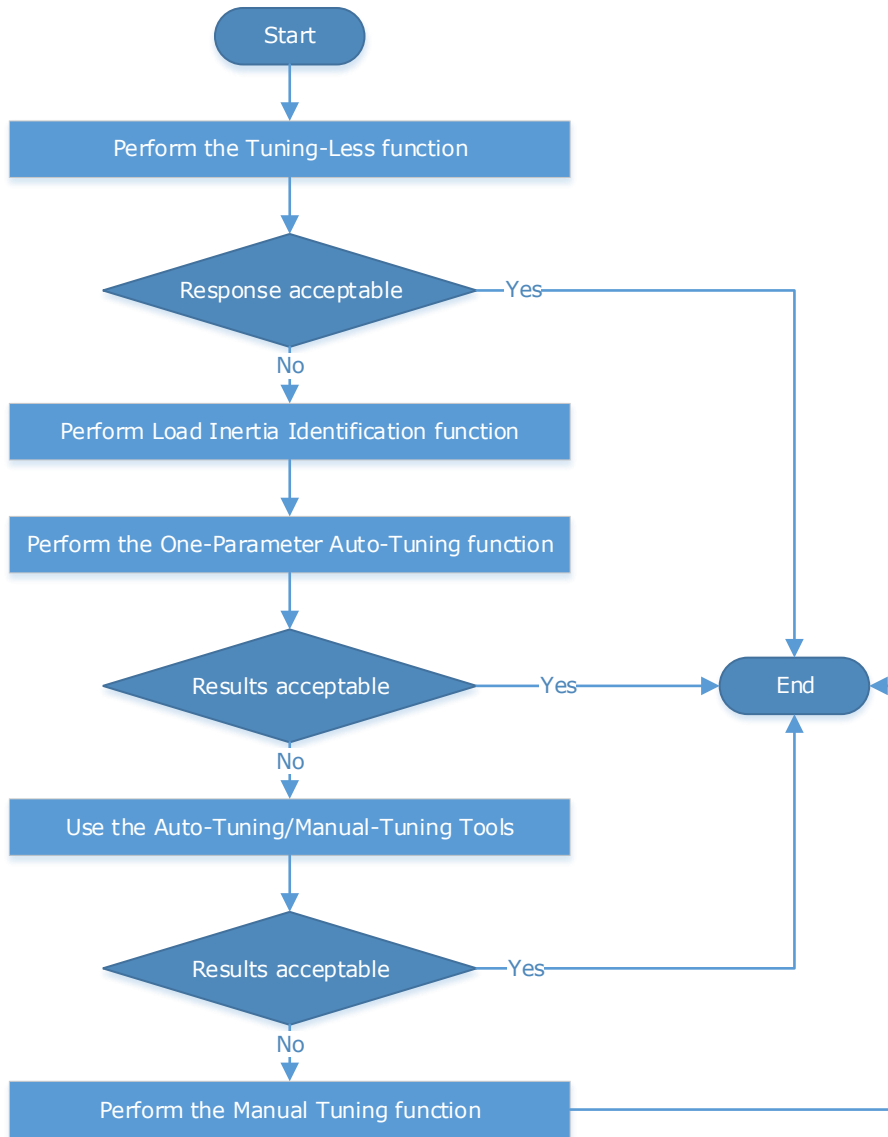 Start
Perform the Tuning-Less function
Response acceptable
Yes
No
Perform Load Inertia Identification function
Perform the One-Parameter Auto-Tuning function
Results acceptable
Yes
End
No
Use the Auto-Tuning/Manual-Tuning Tools
Results acceptable
Yes
No
Perform the Manual Tuning function